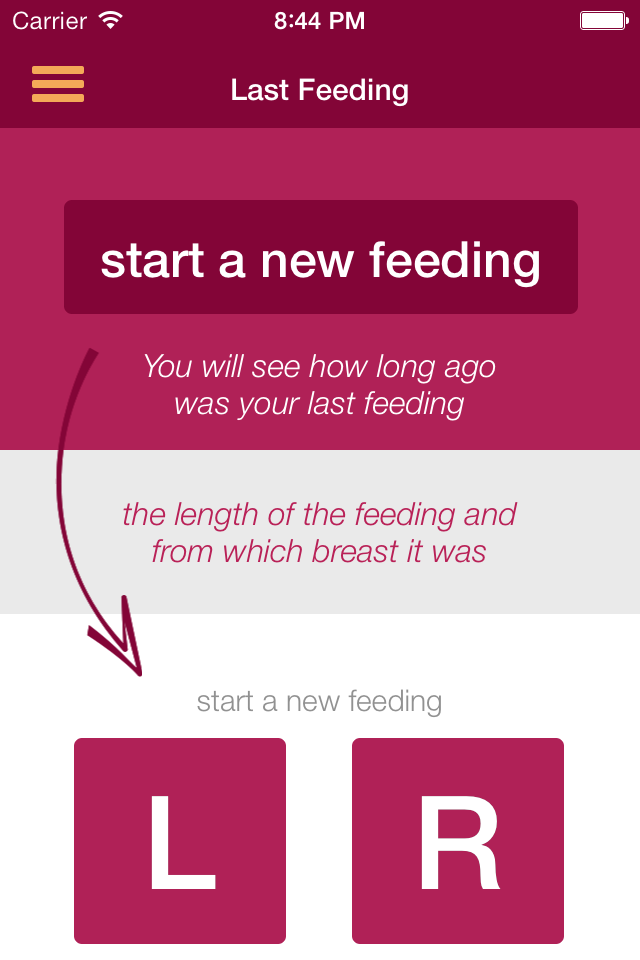 Carrier 8:44 PM
Last Feeding
start a new feeding
You will see how long ago
was your last feeding
the length of the feeding and
from which breast it was
start a new feeding
L R